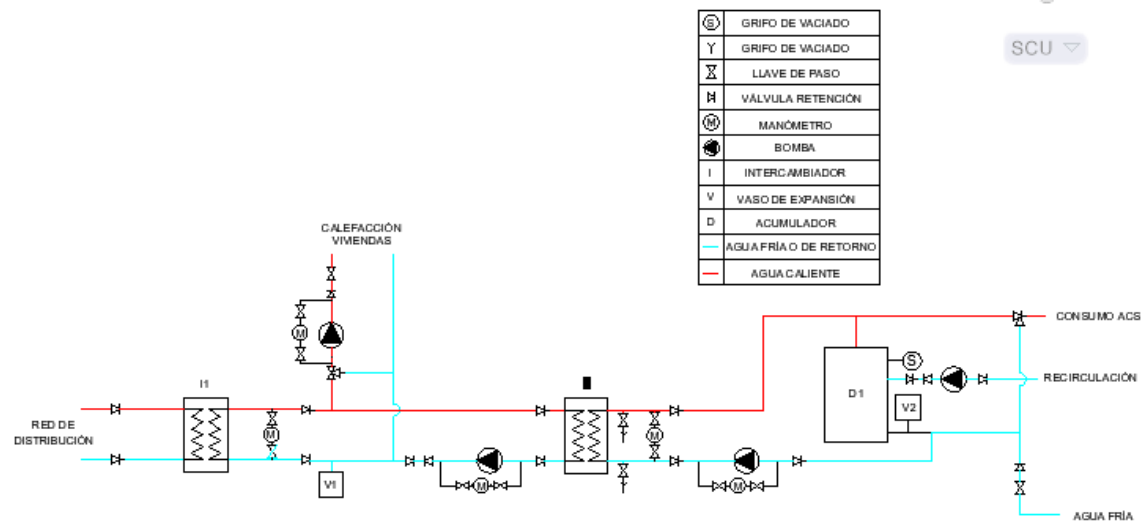 SCU
S GRIFO DE VACIADO
Y GRIFO DE VACIADO
LLAVE DE PASO
VÁLVULA RETENCIÓN
M MANÓMETRO
BOMBA
I INTERCAMBIADOR
V VASO DE EXPANSIÓN
D ACUMULADOR
AGUA FRÍA O DE RETORNO
AGUA CALIENTE
CALEFACCIÓN
VIVIENDAS
M
CONSUMO ACS
S
I1
D1
RECIRCULACIÓN
V2
RED DE
DISTRIBUCIÓN
M
M
V1
M
M
AGUA FRÍA